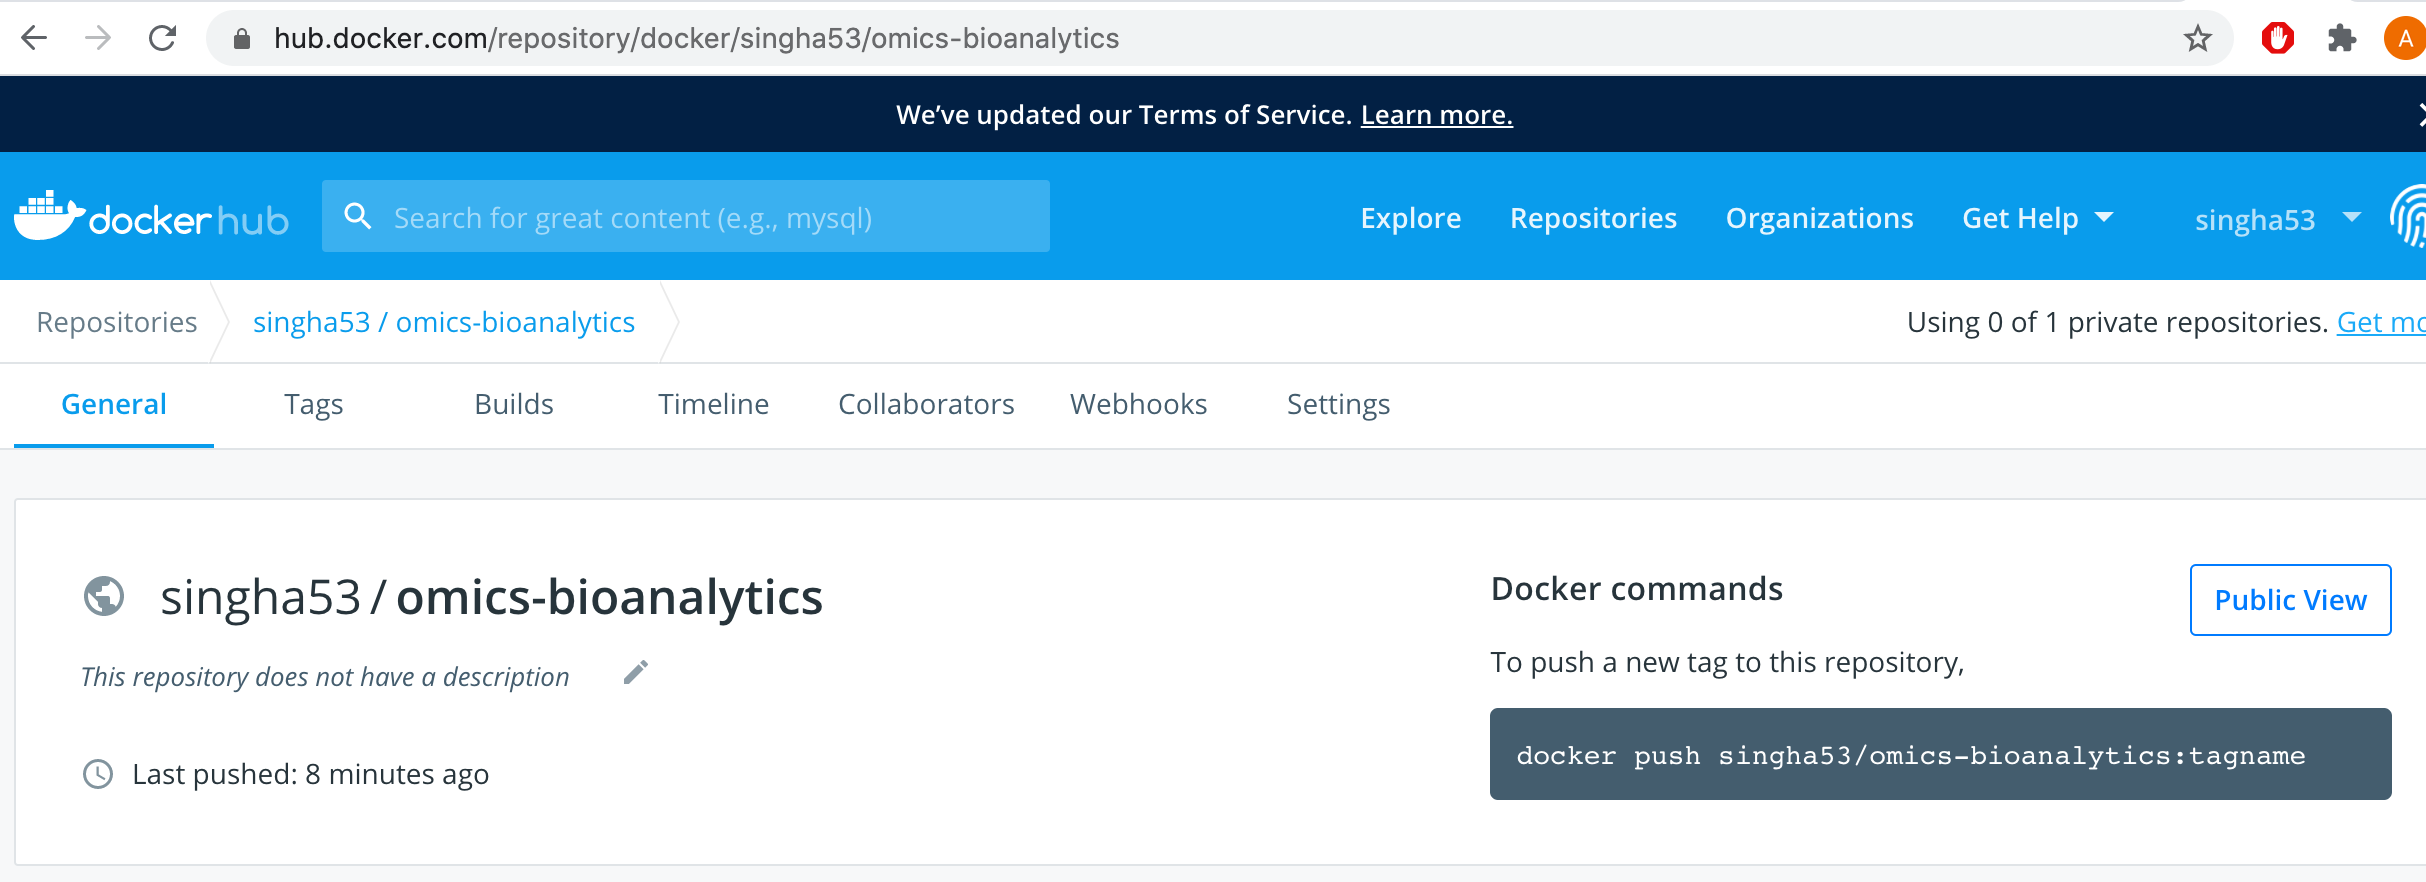 hub.docker.com/repository/docker/singha53/omics-bioanalytics
A
We’ve updated our Terms of Service. Learn more.
dockerhub
Search for great content (e.g., mysql)
Explore
Repositories
Organizations
Get Help
singha53
Repositories
singha53 / omics-bioanalytics
Using 0 of 1 private repositories. Get
General
Tags
Builds
Timeline
Collaborators
Webhooks
Settings
singha53 / omics-bioanalytics
This repository does not have a description
Last pushed: 8 minutes ago
Docker commands
Public View
To push a new tag to this repository,
docker push singha53/omics-bioanalytics:tagname